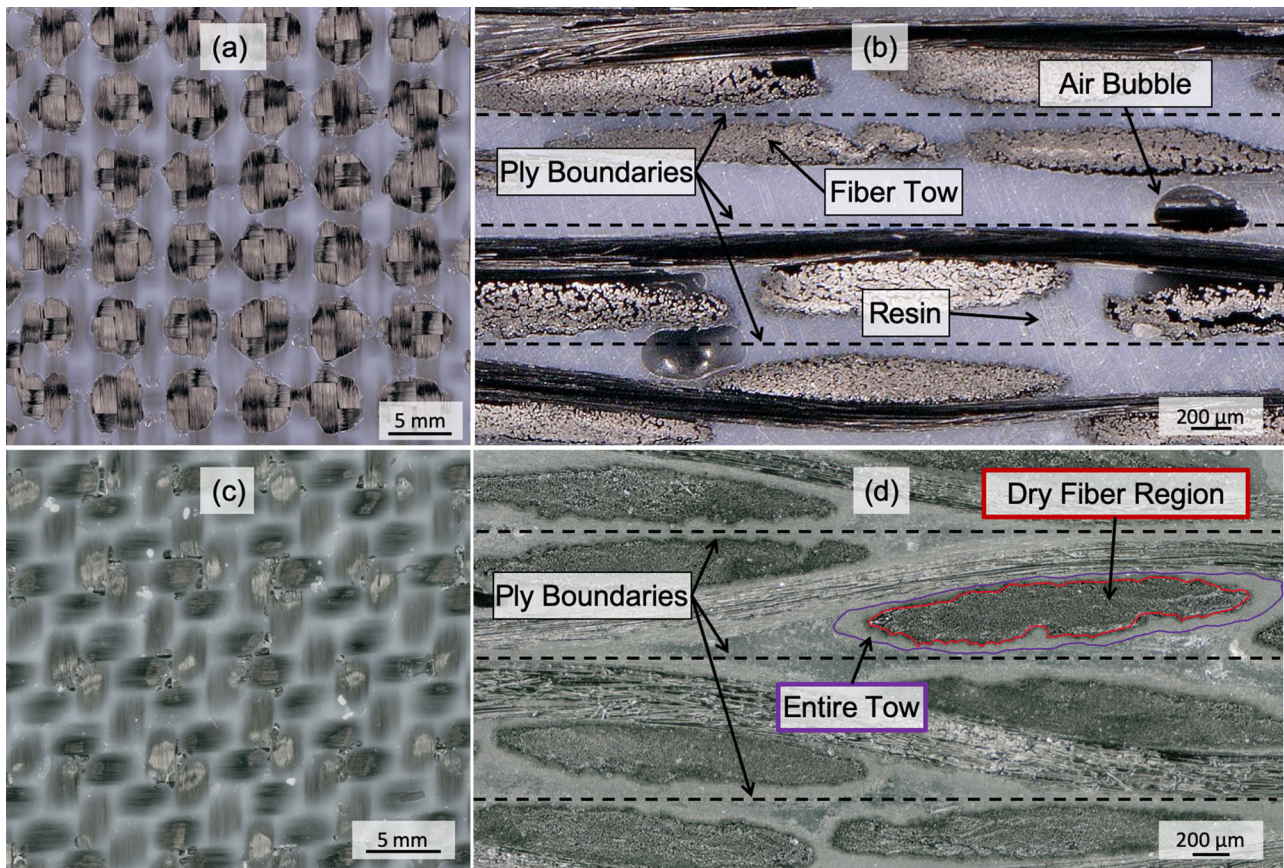 (a)
5 mm
(b)
Air Bubble
Ply Boundaries
Fiber Tow
Resin
200 µm
(c)
5 mm
(d)
Dry Fiber Region
Ply Boundaries
Entire Tow
200 µm